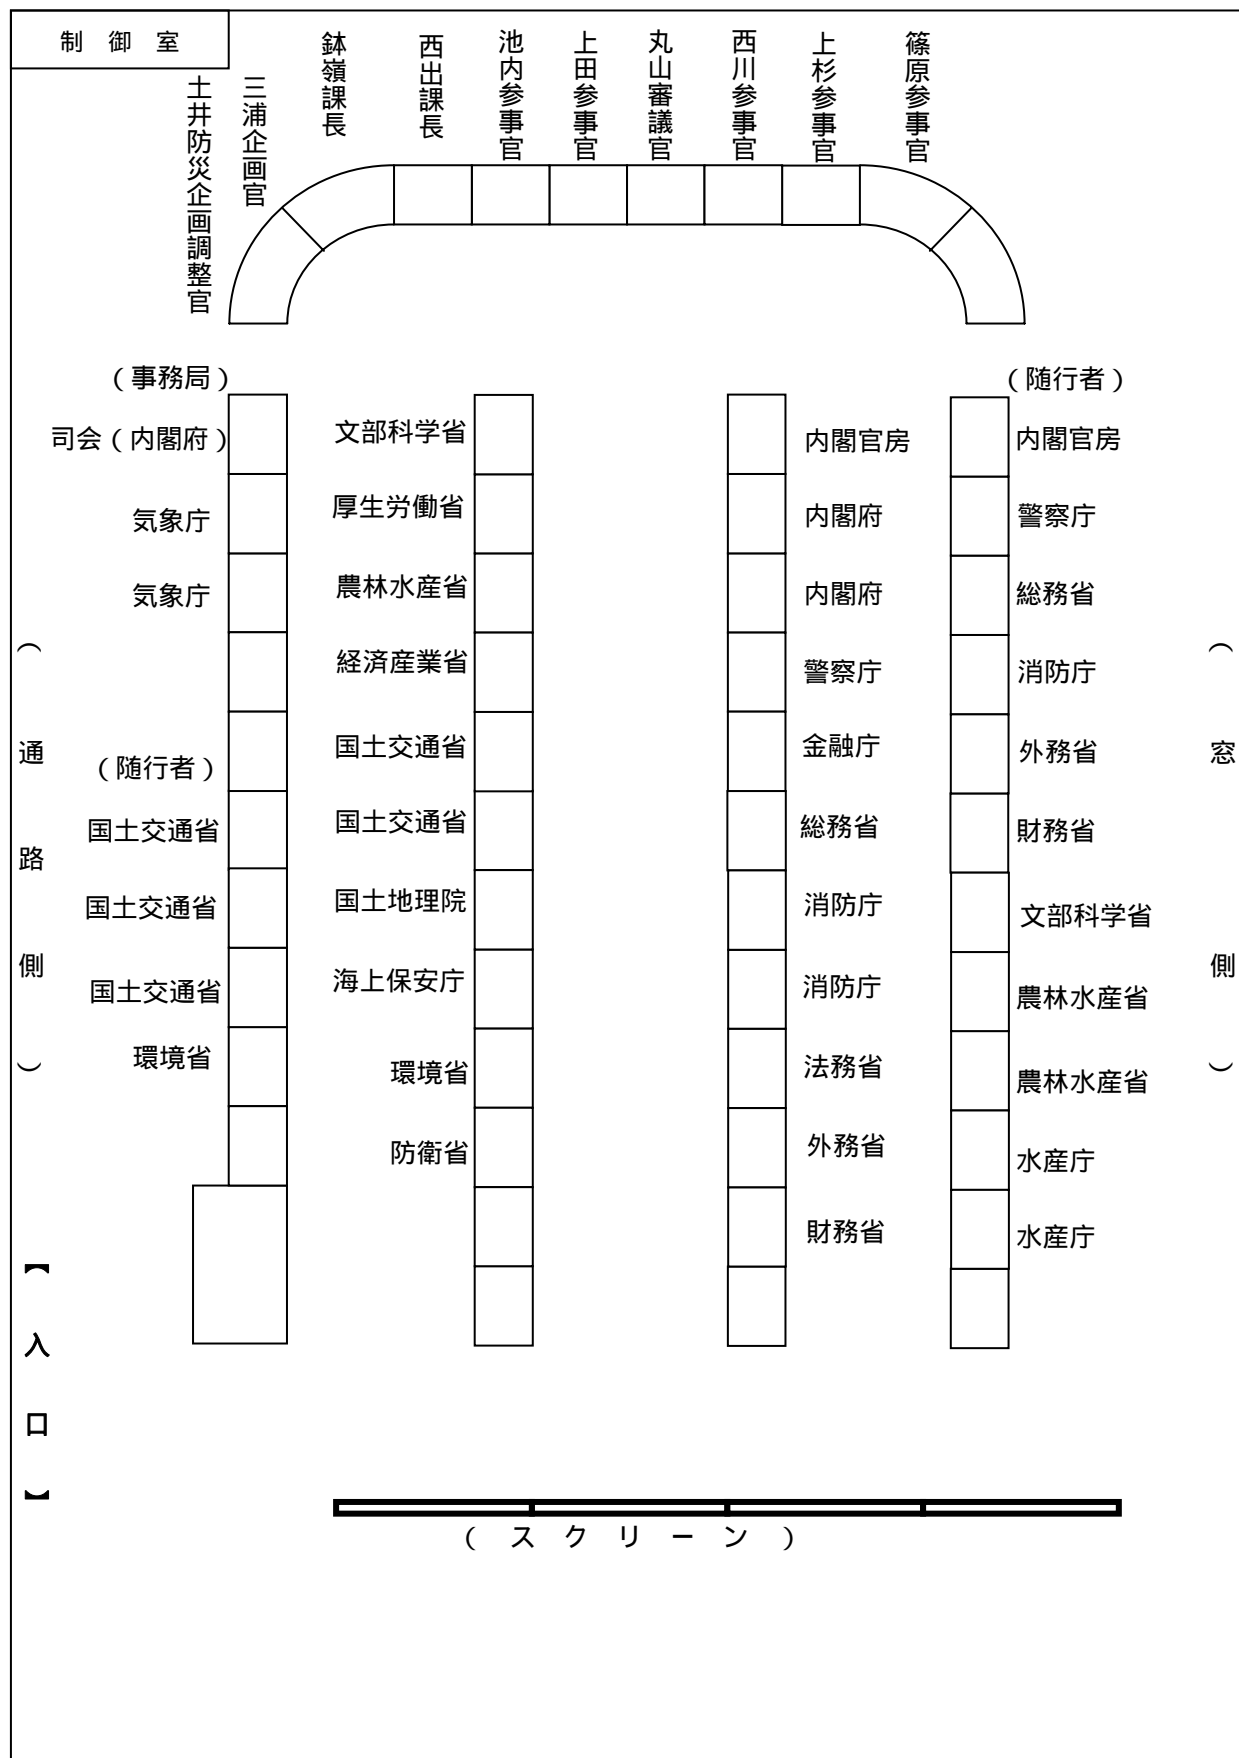 制御室
土井防災企画調整官
三浦企画官
鉢嶺課長
西出課長
池内参事官
上田参事官
丸山審議官
西川参事官
上杉参事官
篠原参事官
（事務局）
司会（内閣府）
気象庁
気象庁
（随行者）
国土交通省
国土交通省
国土交通省
環境省
文部科学省
厚生労働省
農林水産省
経済産業省
国土交通省
国土交通省
国土地理院
海上保安庁
環境省
防衛省
内閣官房
内閣府
内閣府
警察庁
金融庁
総務省
消防庁
消防庁
法務省
外務省
財務省
（随行者）
内閣官房
警察庁
総務省
消防庁
外務省
財務省
文部科学省
農林水産省
農林水産省
水産庁
水産庁
（通路側）
（窓側）
【入口】
（スクリーン）